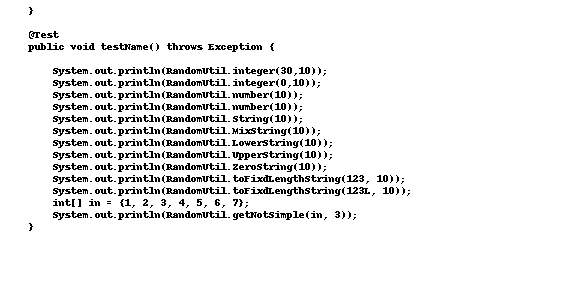 }
@Test
public void testName() throws Exception {
System.out.println(RandomUtil.integer(30,10));
System.out.println(RandomUtil.integer(0,10));
System.out.println(RandomUtil.number(10));
System.out.println(RandomUtil.number(10));
System.out.println(RandomUtil.String(10));
System.out.println(RandomUtil.MixString(10));
System.out.println(RandomUtil.LowerString(10));
System.out.println(RandomUtil.UpperString(10));
System.out.println(RandomUtil.ZeroString(10));
System.out.println(RandomUtil.toFixdLengthString(123, 10));
System.out.println(RandomUtil.toFixdLengthString(123L, 10));
int[] in = {1, 2, 3, 4, 5, 6, 7};
System.out.println(RandomUtil.getNotSimple(in, 3));
}